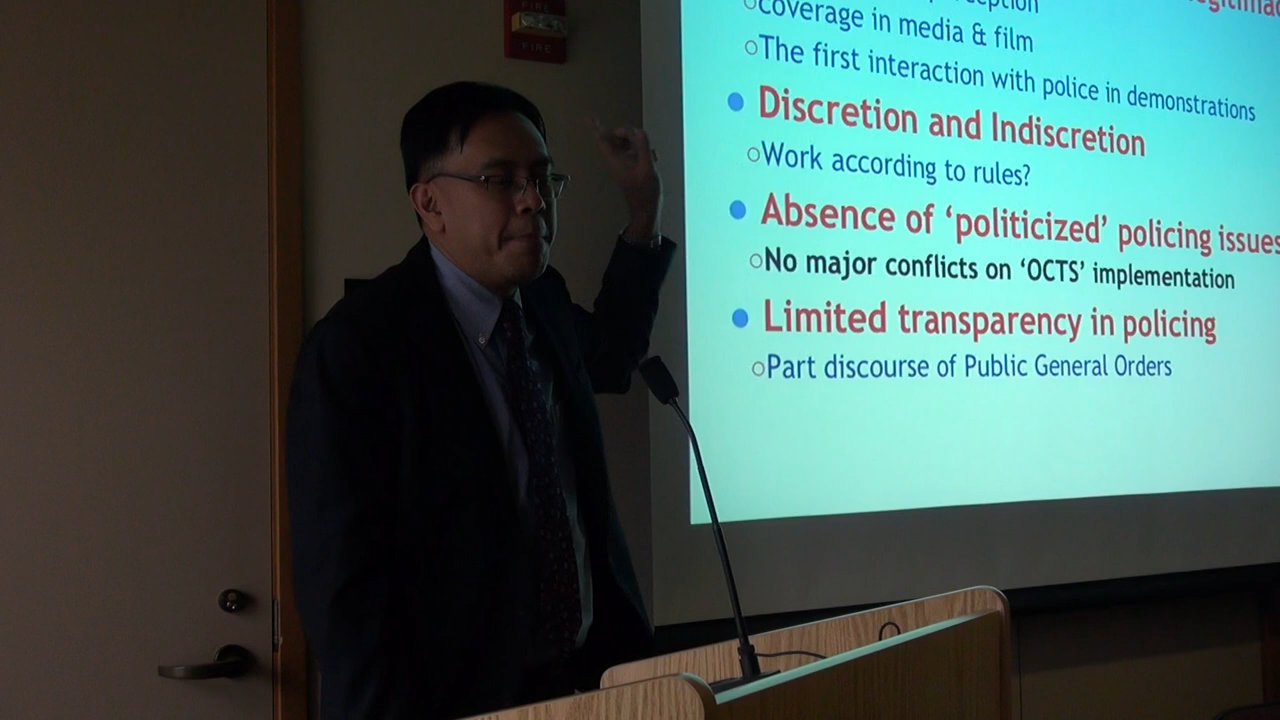 FIRE
FIRE
Coverage in media & film
The first interaction with police in demonstrations
Discretion and Indiscretion
Work according to rules?
Absence of ‘politicized’ policing issues
No major conflicts on ‘OCTS’ implementation
Limited transparency in policing
Part discourse of Public General Orders